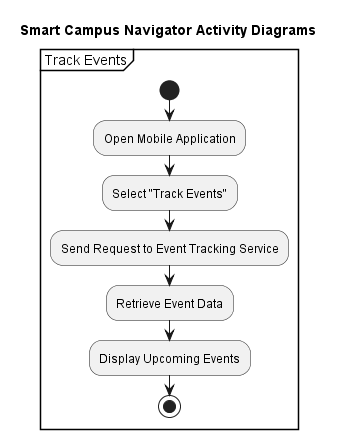 Smart Campus Navigator Activity Diagrams
Track Events
Open Mobile Application
Select "Track Events"
Send Request to Event Tracking Service
Retrieve Event Data
Display Upcoming Events